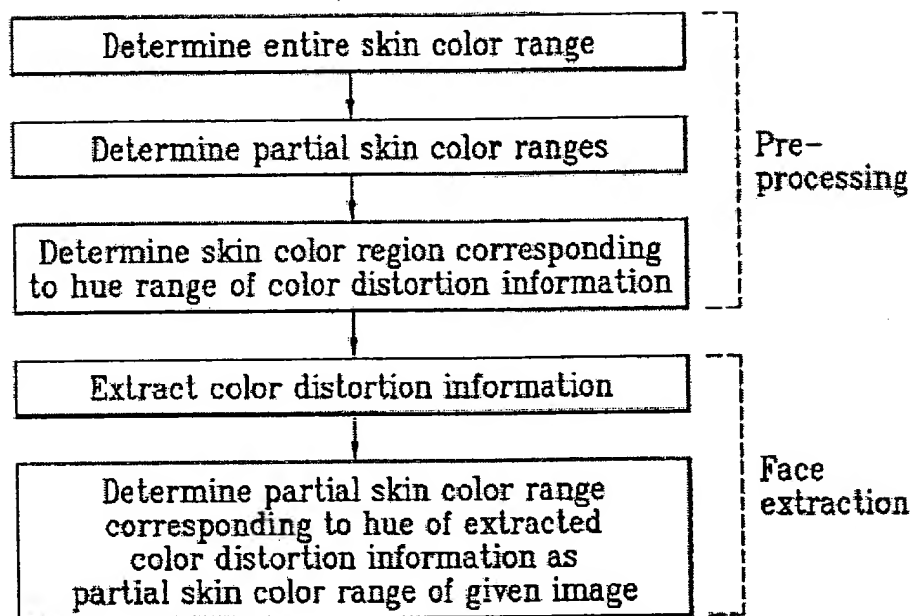 Determine entire skin color range
Determine partial skin color ranges
Pre-
processing
Determine skin color region corresponding
to hue range of color distortion information
Extract color distortion information
Determine partial skin color range
corresponding to hue of extracted
color distortion information as
partial skin color range of given image
Face
extraction